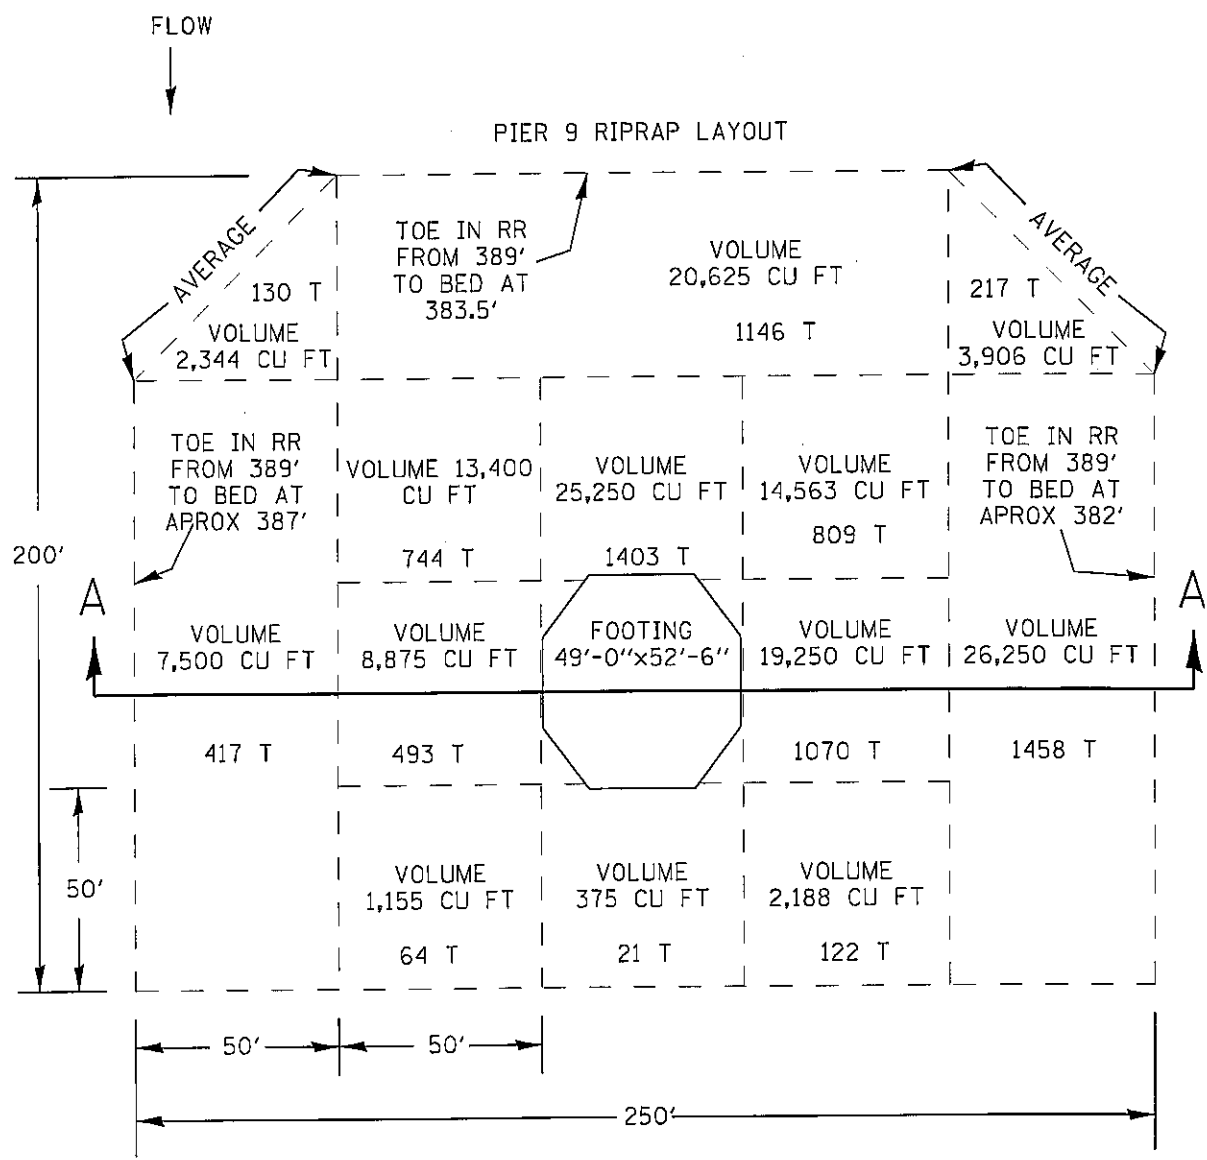 FLOW
PIER 9 RIPRAP LAYOUT
AVERAGE
130 T
VOLUME
2,344 CU FT
TOE IN RR
FROM 389'
TO BED AT
383.5'
VOLUME
20,625 CU FT
1146 T
AVERAGE
217 T
VOLUME
3,906 CU FT
TOE IN RR
FROM 389'
TO BED AT
APROX 387'
VOLUME 13,400
CU FT
744 T
VOLUME
25,250 CU FT
1403 T
VOLUME
14,563 CU FT
809 T
TOE IN RR
FROM 389'
TO BED AT
APROX 382'
200'
A
A
VOLUME
7,500 CU FT
417 T
VOLUME
8,875 CU FT
493 T
FOOTING
49'-0"x52'-6"
VOLUME
19,250 CU FT
1070 T
VOLUME
26,250 CU FT
1458 T
50'
VOLUME
1,155 CU FT
64 T
VOLUME
375 CU FT
21 T
VOLUME
2,188 CU FT
122 T
50'
50'
250'